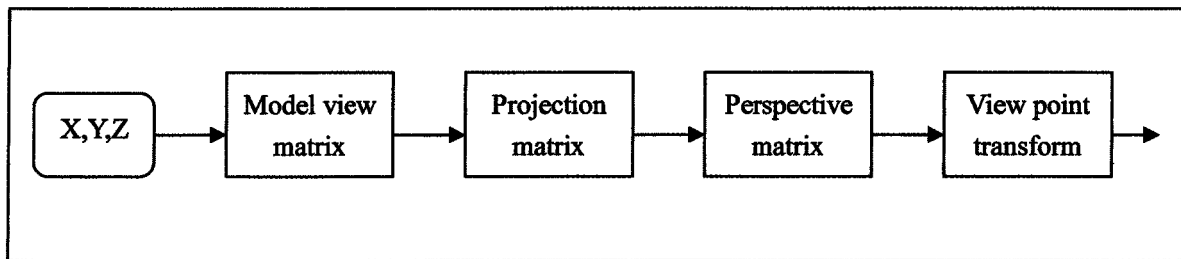 X,Y,Z
Model view
matrix
Projection
matrix
Perspective
matrix
View point
transform